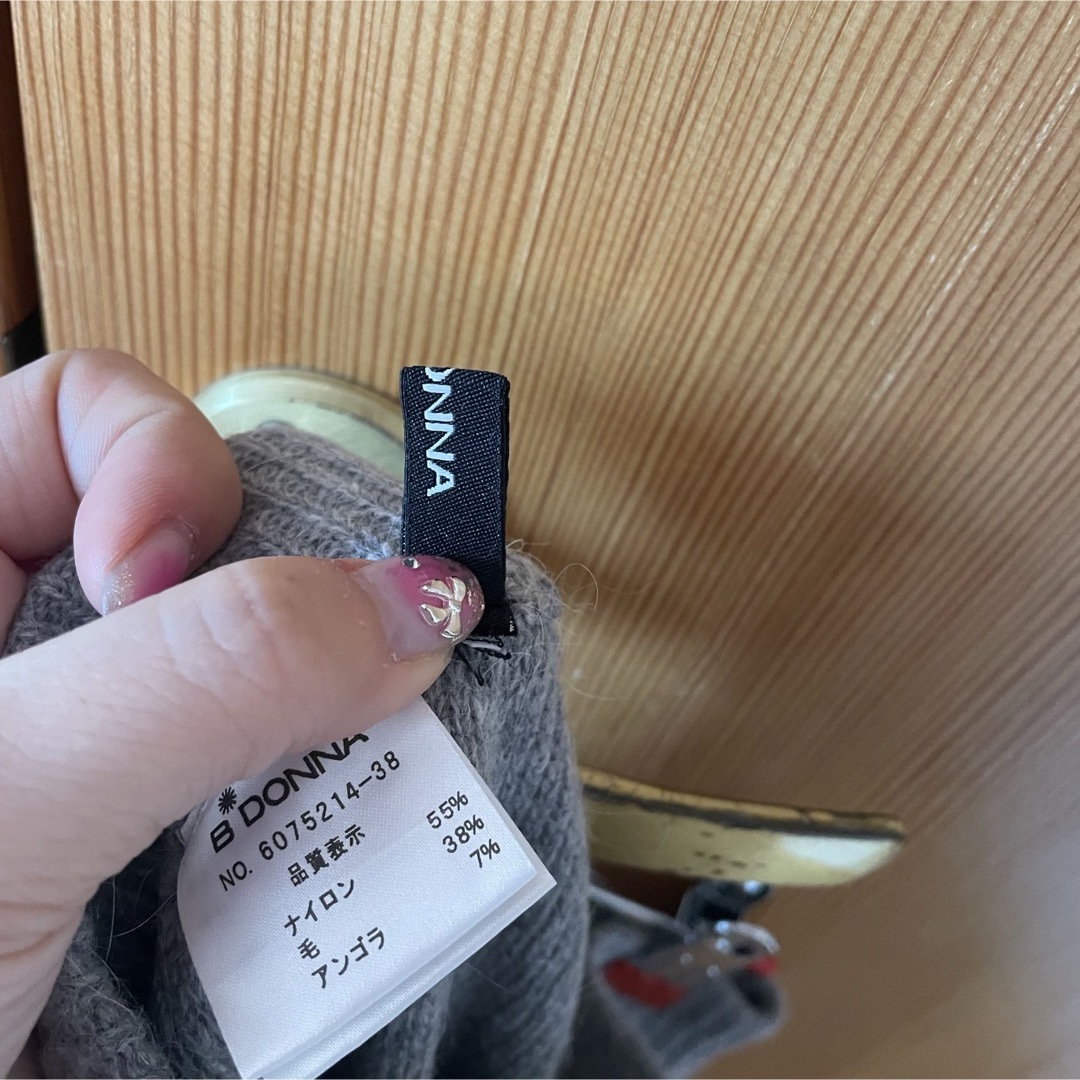 ONNA
B DONNA
NO. 6075214-38
品質表示
ナイロン 55%
毛 38%
アンゴラ 7%